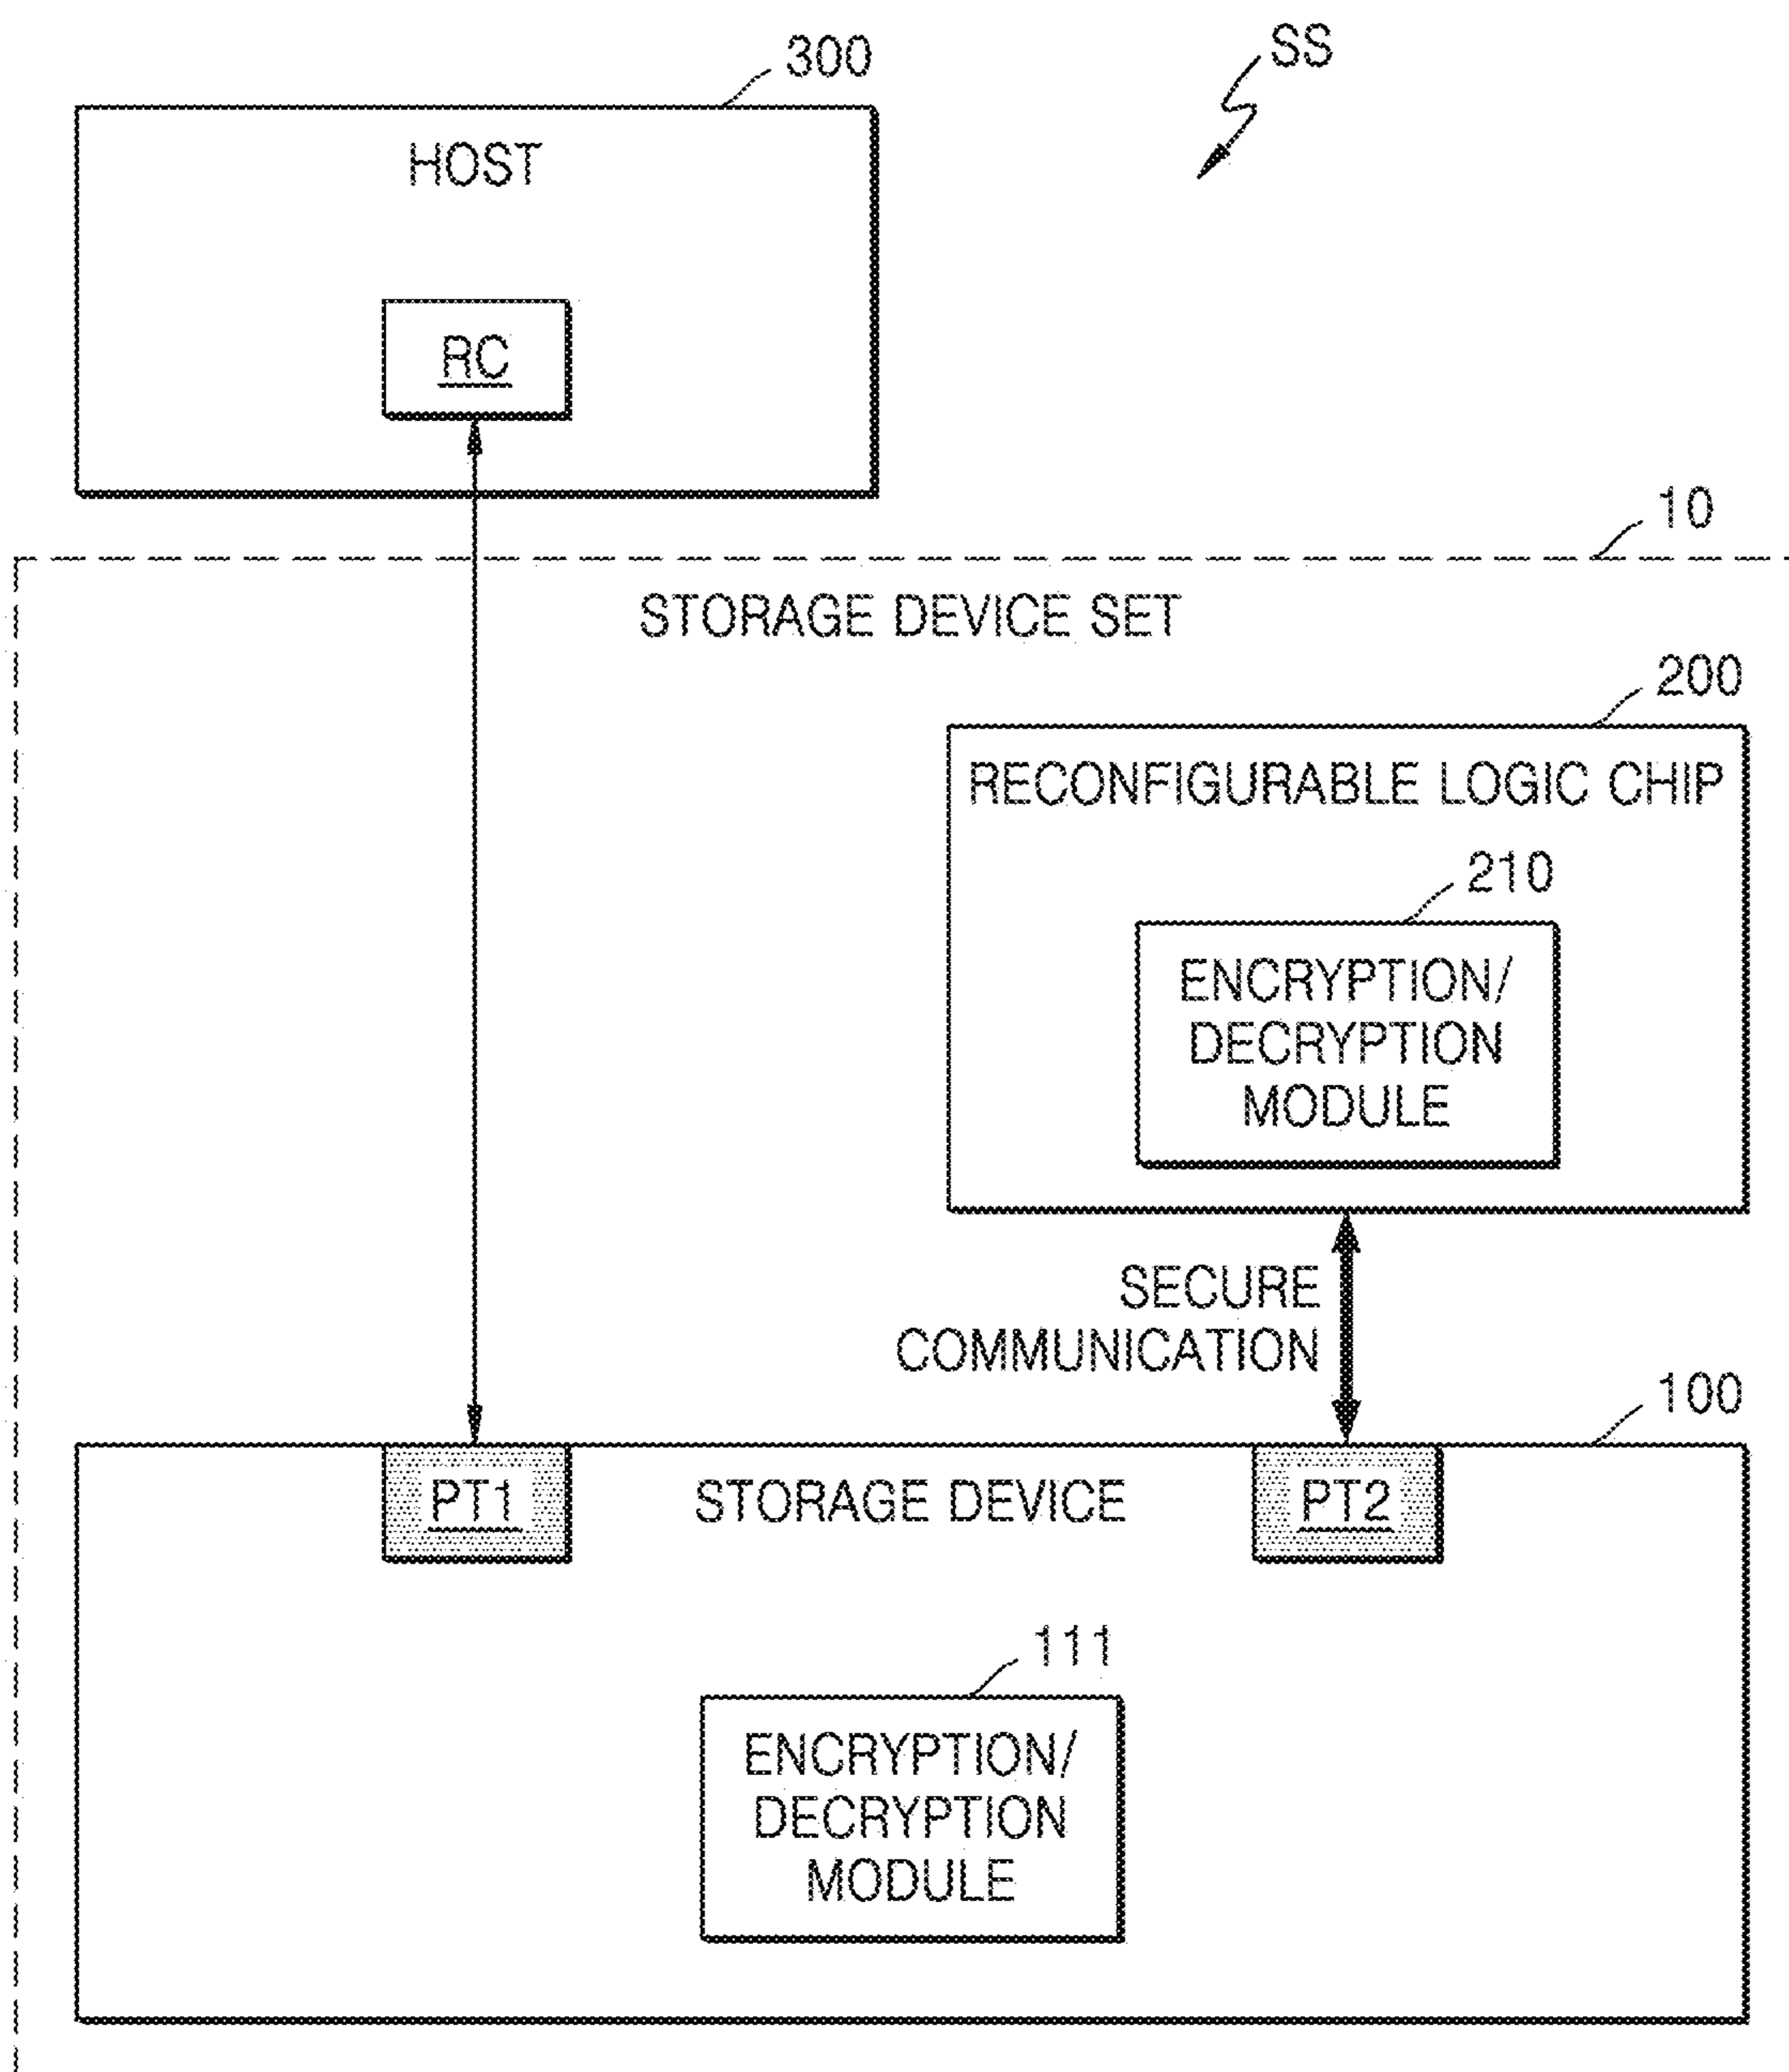 SS
300
HOST
RC
10
STORAGE DEVICE SET
200
RECONFIGURABLE LOGIC CHIP
210
ENCRYPTION/
DECRYPTION
MODULE
SECURE
COMMUNICATION
100
PT1
STORAGE DEVICE
PT2
111
ENCRYPTION/
DECRYPTION
MODULE